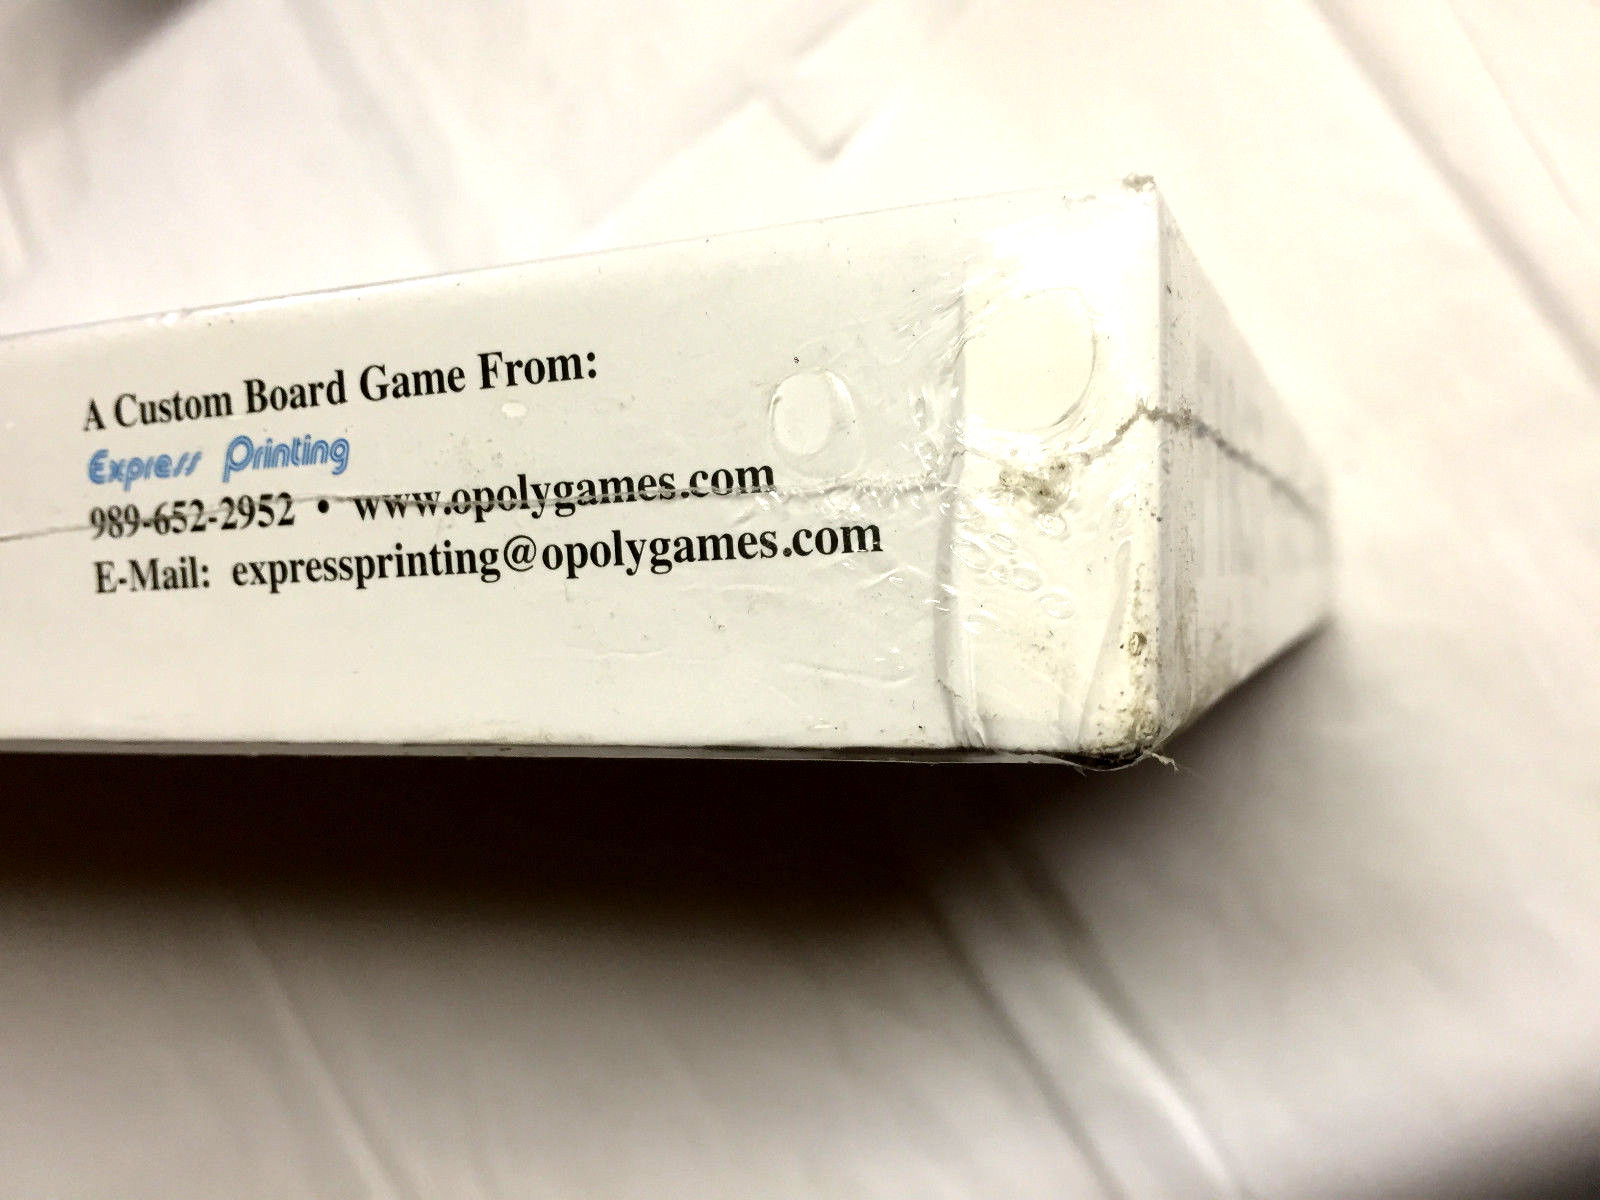 A Custom Board Game From:
Express Printing
989-652-2952 • www.opolygames.com
E-Mail: expressprinting@opolygames.com